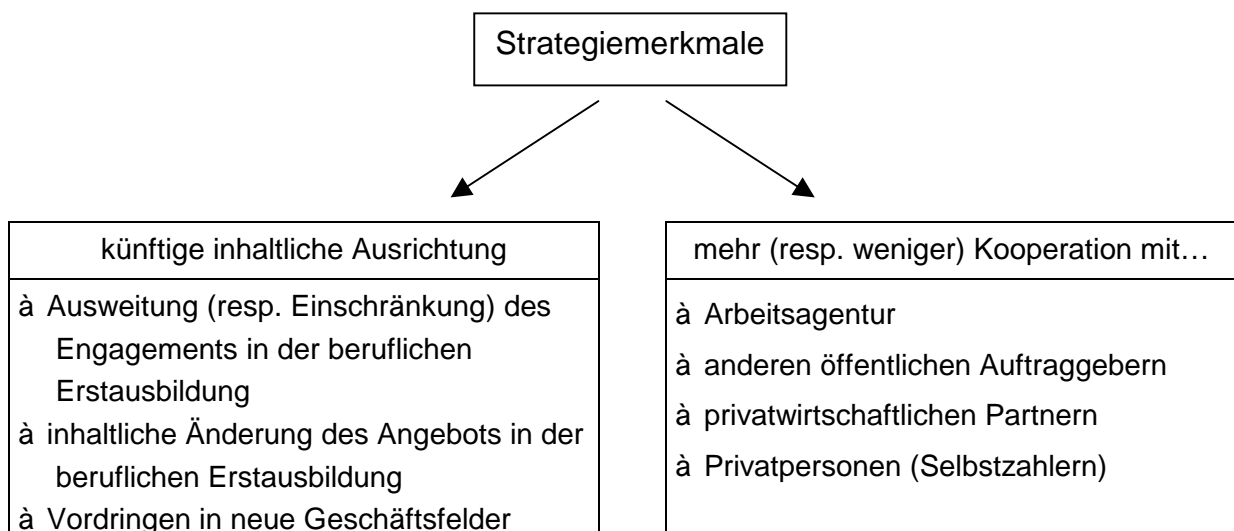 Strategiemerkmale
künftige inhaltliche Ausrichtung
à Ausweitung (resp. Einschränkung) des
Engagements in der beruflichen
Erstausbildung
à inhaltliche Änderung des Angebots in der
beruflichen Erstausbildung
à Vordringen in neue Geschäftsfelder
mehr (resp. weniger) Kooperation mit…
à Arbeitsagentur
à anderen öffentlichen Auftraggebern
à privatwirtschaftlichen Partnern
à Privatpersonen (Selbstzahlern)